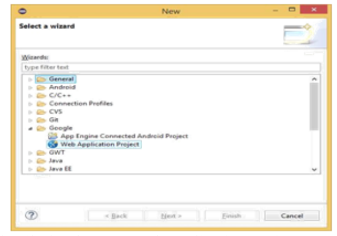 New
Select a wizard
Wizards:
type filter text
General
Android
C/C++
Connection Profiles
CVS
Git
Google
App Engine Connected Android Project
Web Application Project
GWT
Java
Java EE
< Back
Next >
Finish
Cancel